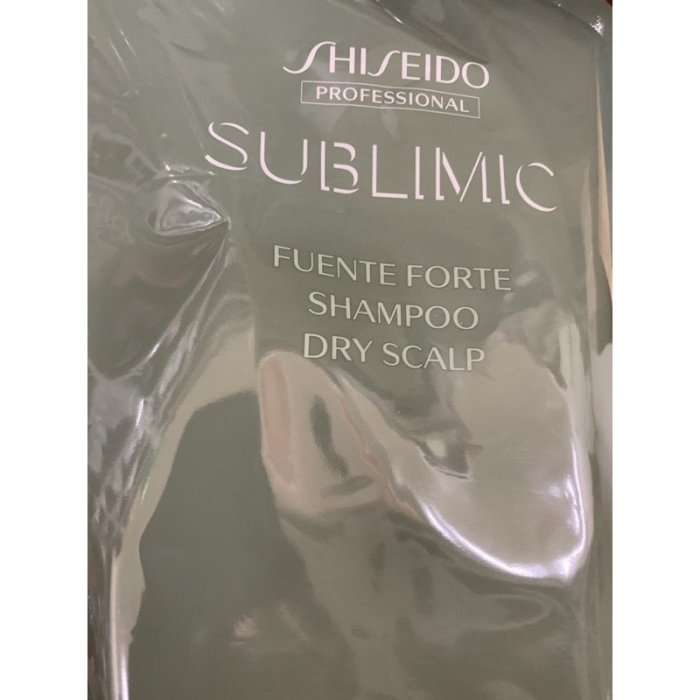 SHISEIDO
PROFESSIONAL
SUBLIMIC
FUENTE FORTE
SHAMPOO
DRY SCALP